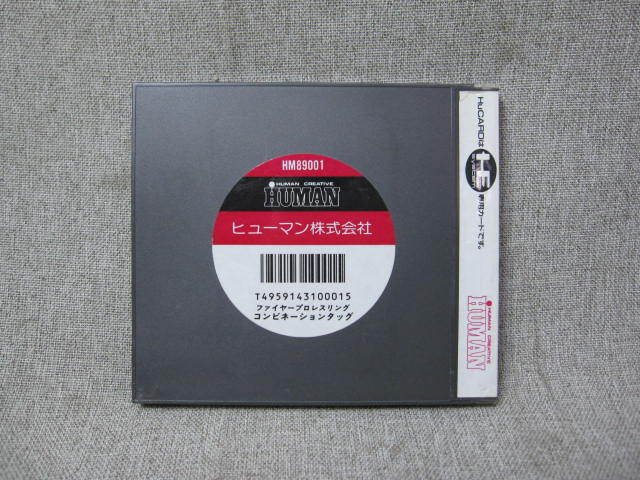 HM89001
HUMAN CREATIVE
HUMAN
ヒューマン株式会社
T4959143100015
ファイヤープロレスリング
コンビネーションタッグ
HuCARDは
専用カードです。
HUMAN CREATIVE
HUMAN